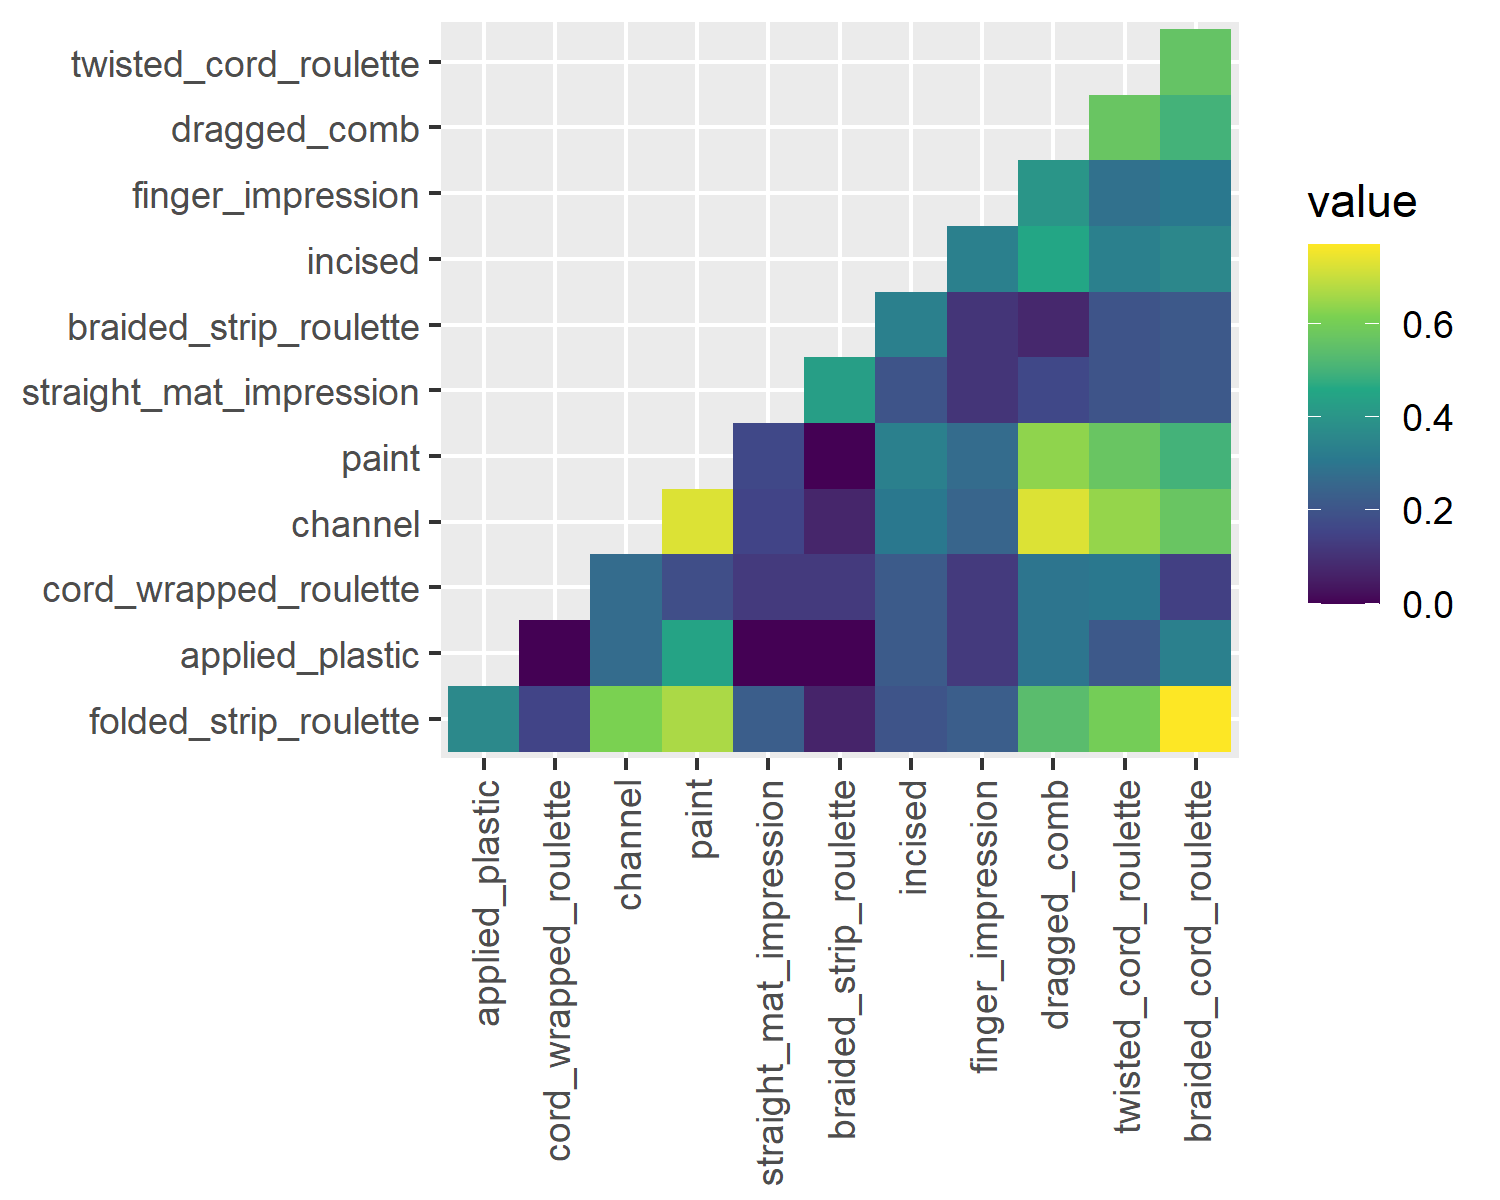 twisted_cord_roulette
dragged_comb
finger_impression
incised
braided_strip_roulette
straight_mat_impression
paint
channel
cord_wrapped_roulette
applied_plastic
folded_strip_roulette
applied_plastic
cord_wrapped_roulette
channel
paint
straight_mat_impression
braided_strip_roulette
incised
finger_impression
dragged_comb
twisted_cord_roulette
braided_cord_roulette
value
0.6
0.4
0.2
0.0